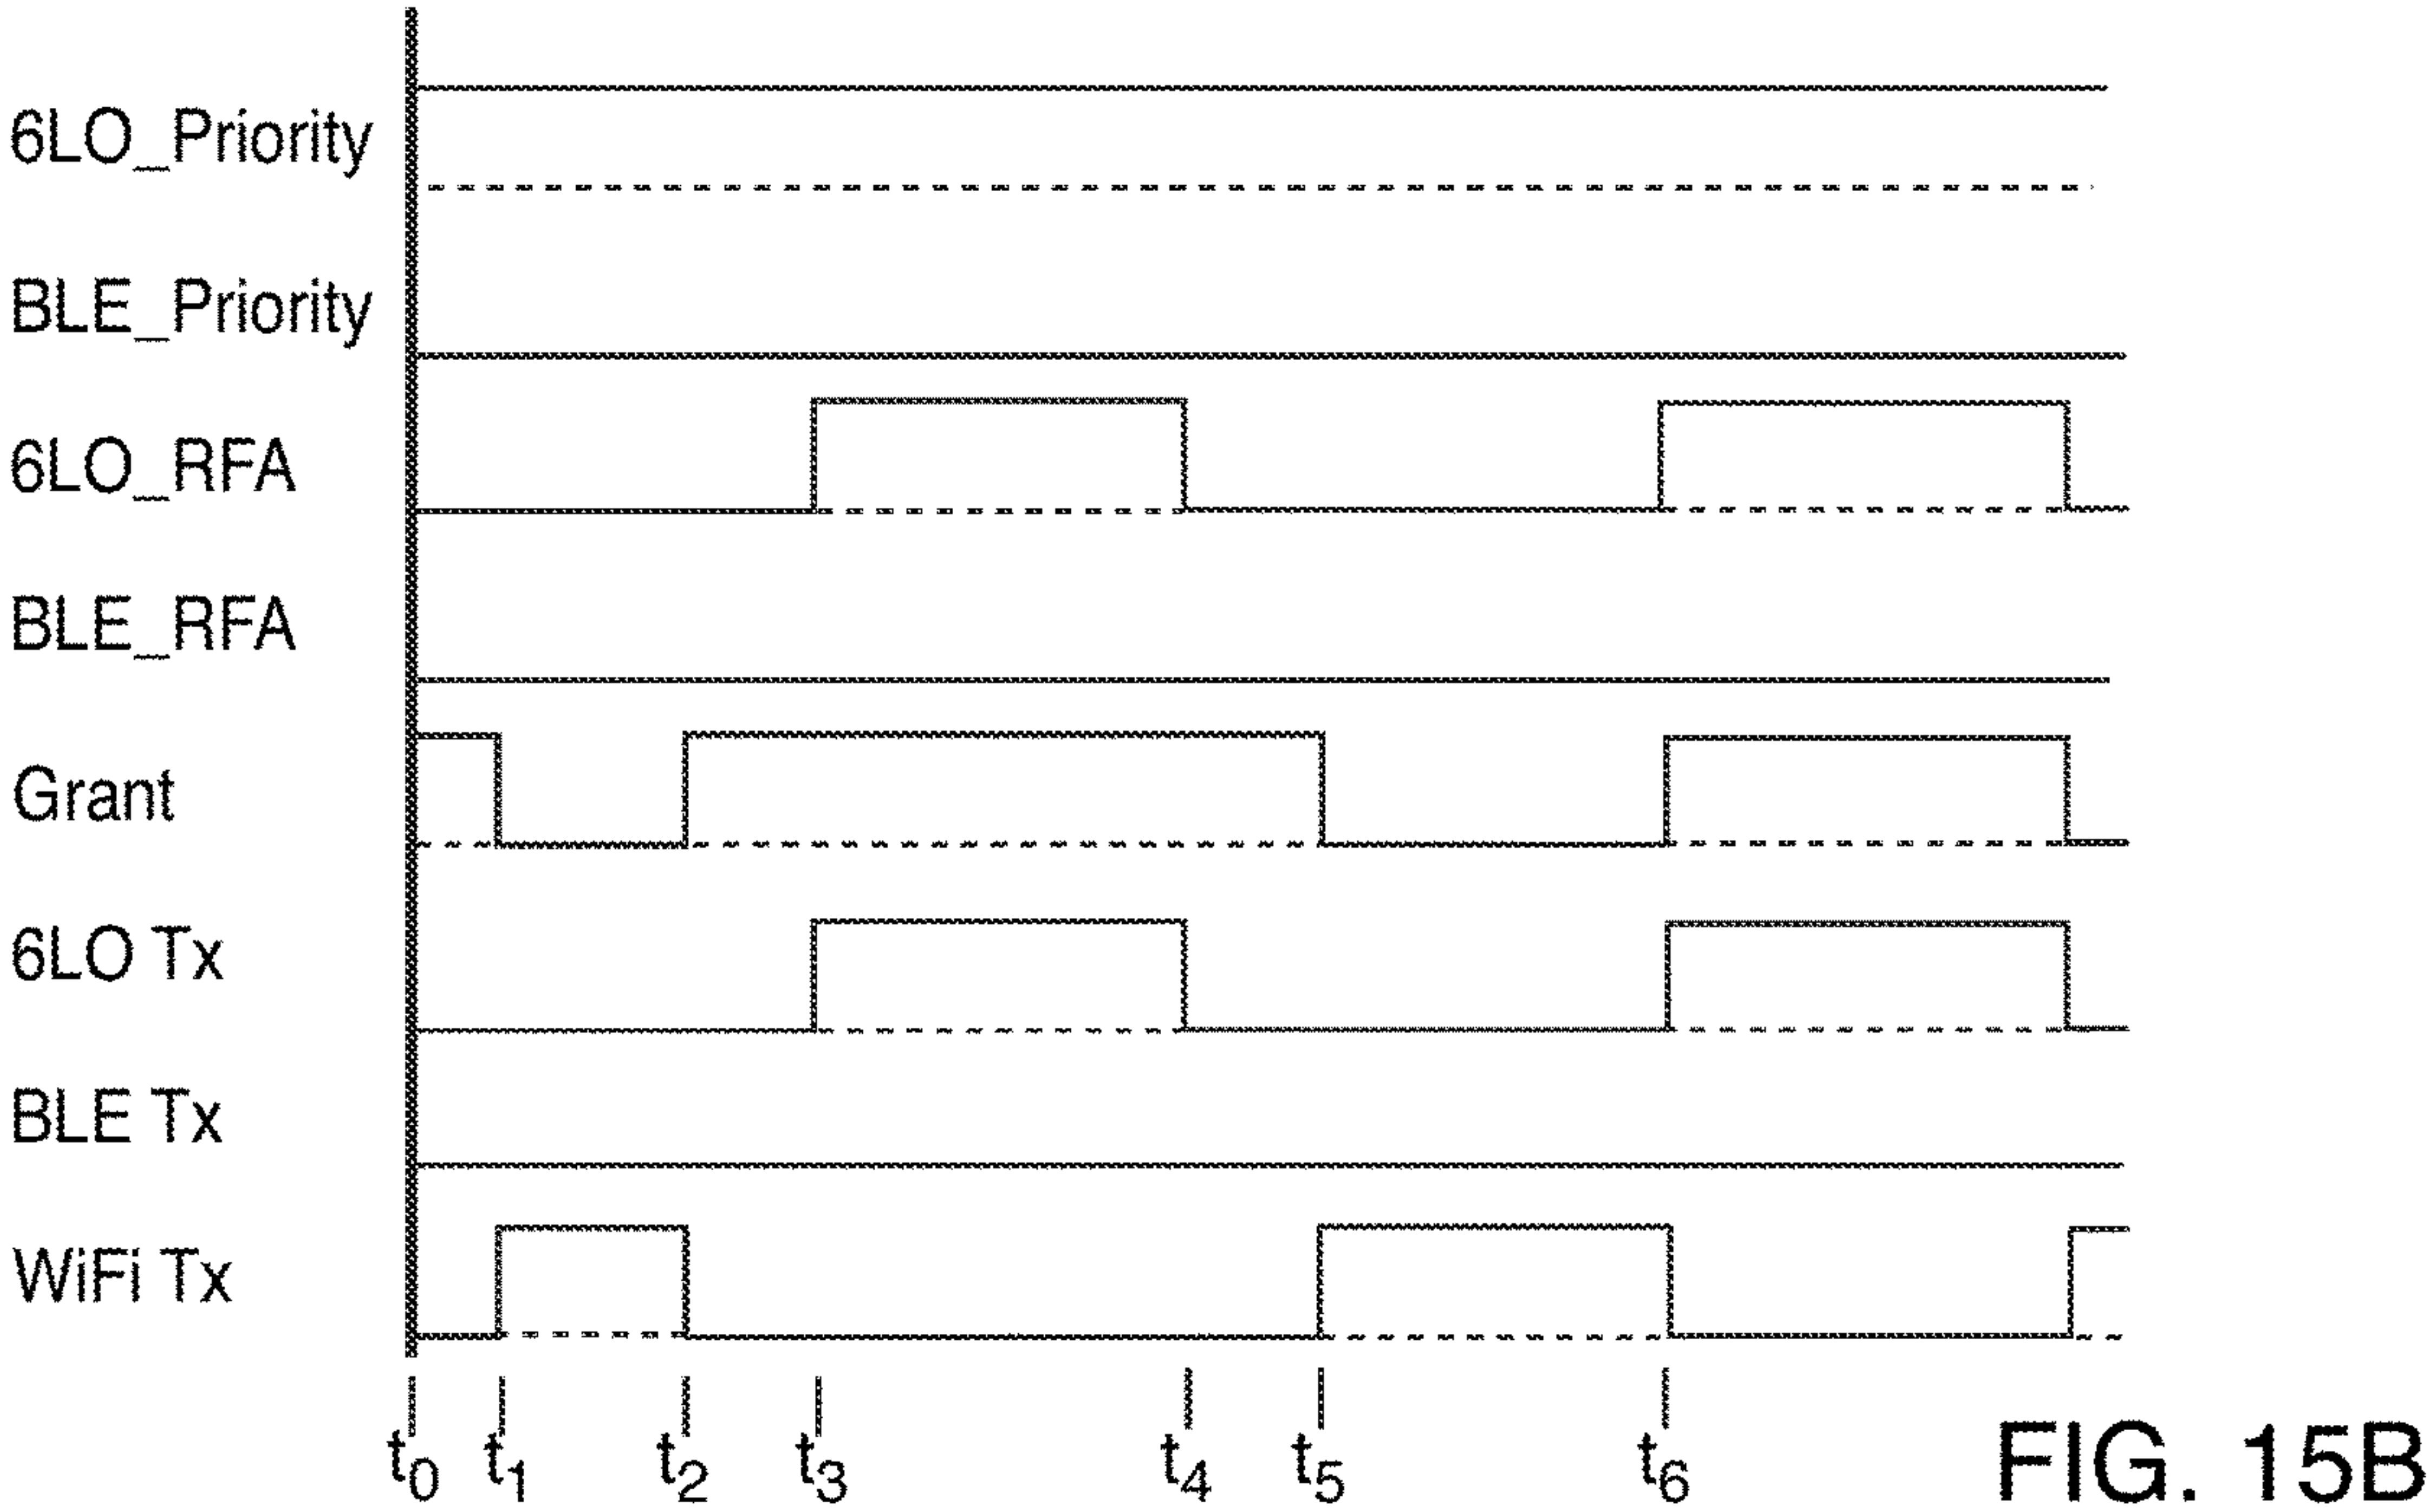 6LO_Priority
BLE_Priority
6LO_RFA
BLE_RFA
Grant
6LO Tx
BLE Tx
WiFi Tx
t0 t1 t2 t3 t4 t5 t6
FIG. 15B